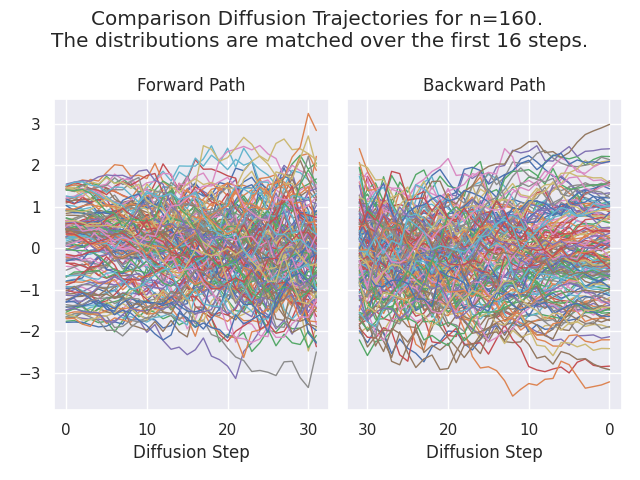 Comparison Diffusion Trajectories for n=160.
The distributions are matched over the first 16 steps.
Forward Path
Backward Path
3
2
1
0
−1
−2
−3
0 10 20 30
30 20 10 0
Diffusion Step
Diffusion Step